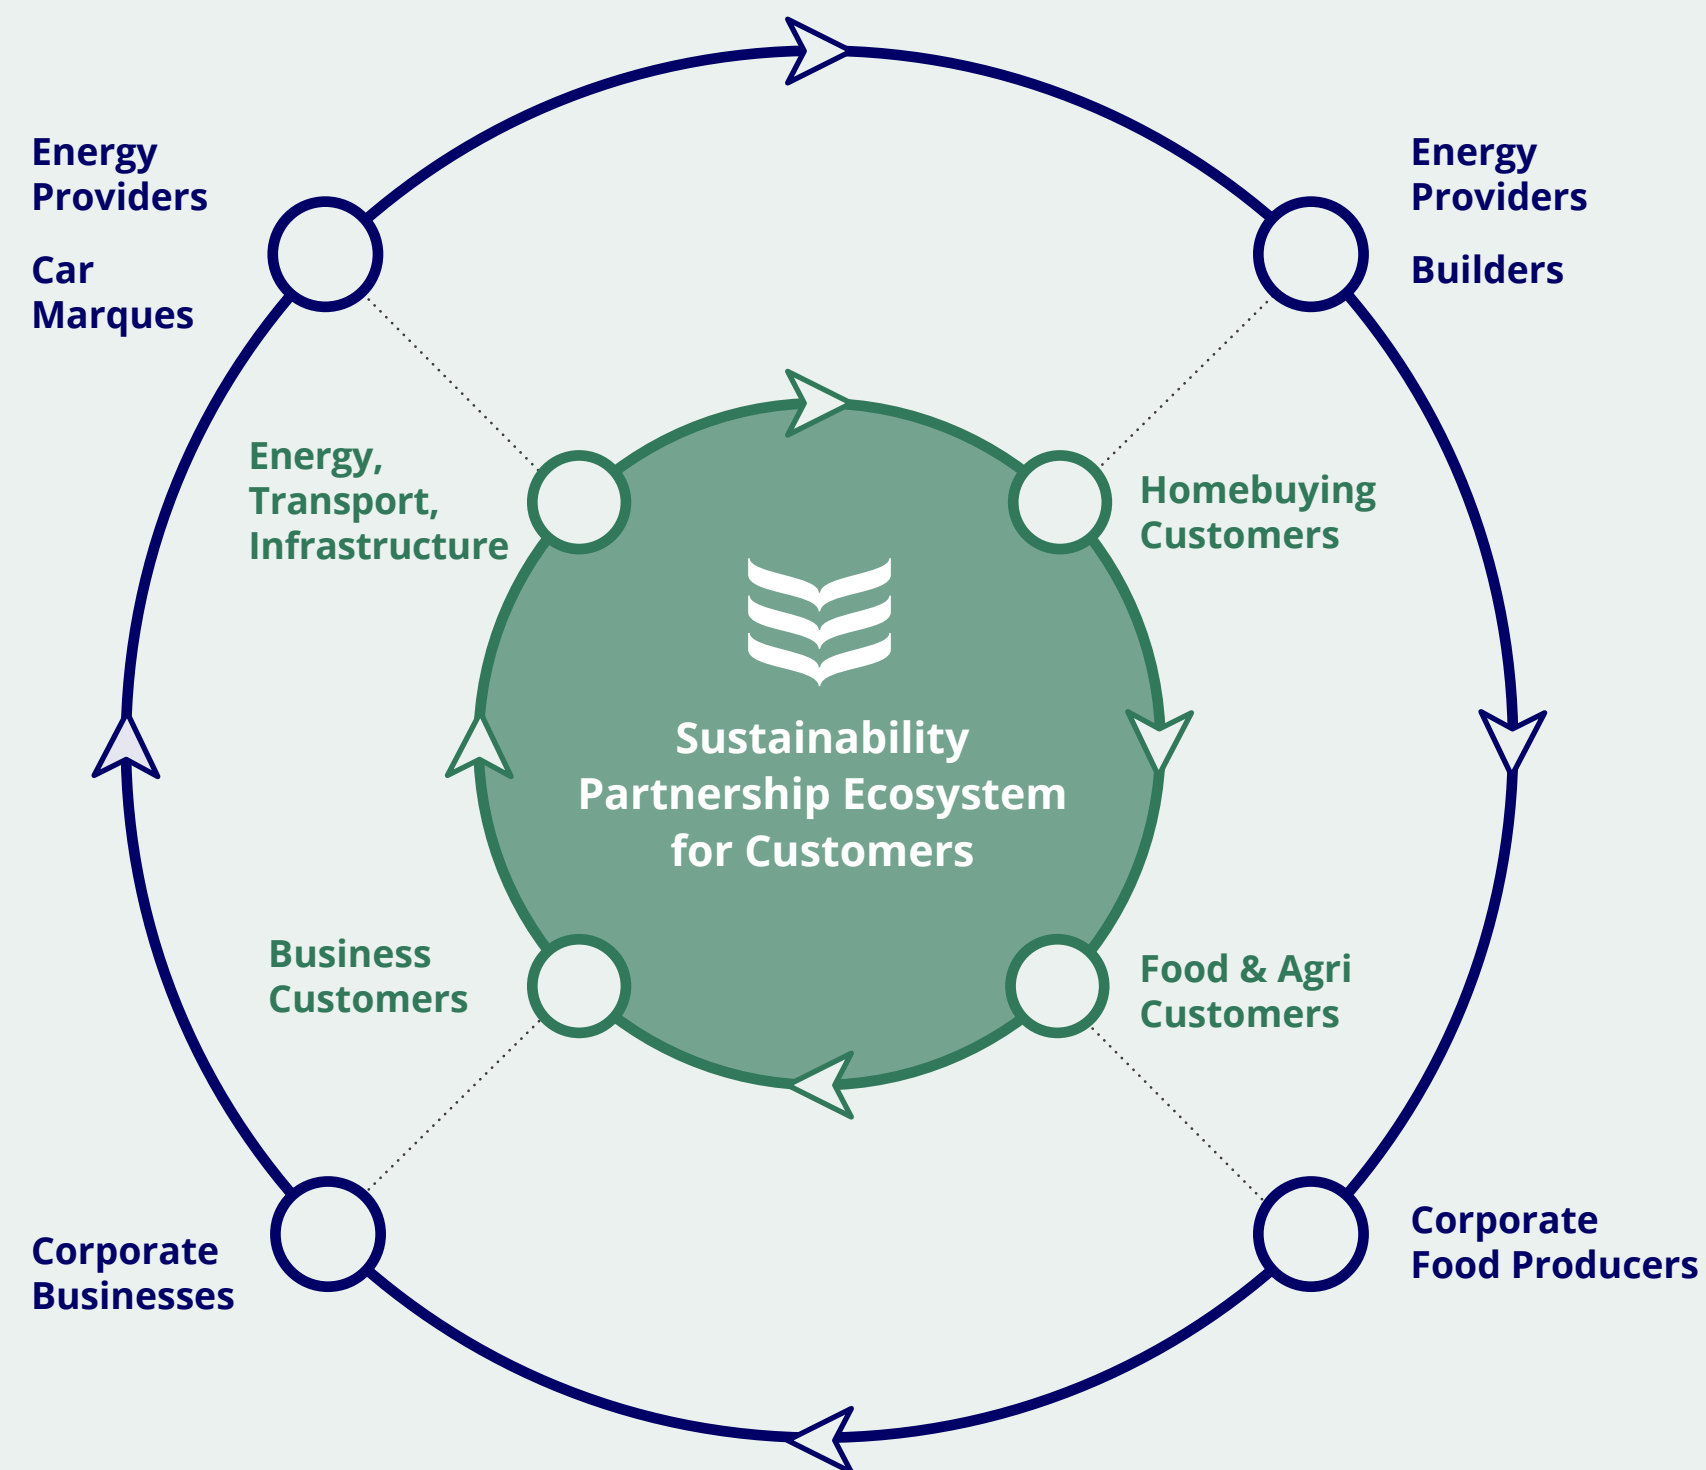 Energy
Providers
Car
Marques
Energy
Providers
Builders
Energy,
Transport,
Infrastructure
Homebuying
Customers
Sustainability
Partnership Ecosystem
for Customers
Business
Customers
Food & Agri
Customers
Corporate
Businesses
Corporate
Food Producers